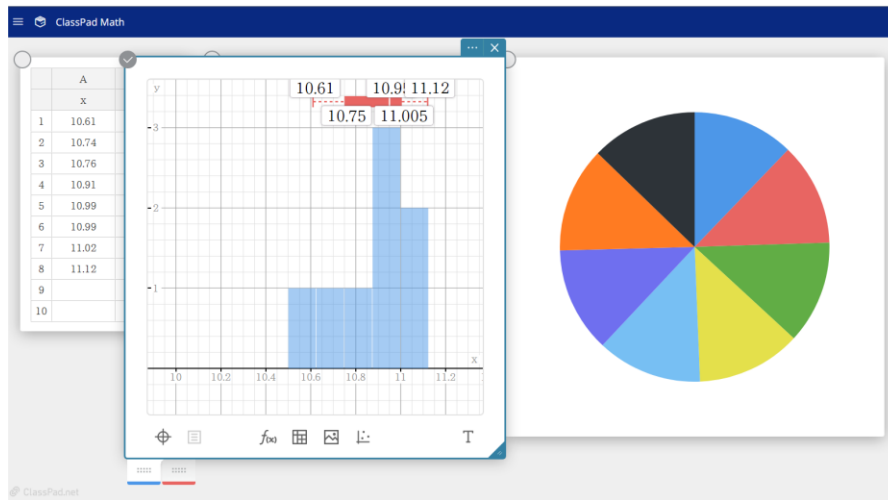 ClassPad Math
10.61 10.9 11.12
10.75 11.005
A
x
1 10.61
2 10.74
3 10.76
4 10.91
5 10.99
6 10.99
7 11.02
8 11.12
9
10
y
3
2
1
x
10 10.2 10.4 10.6 10.8 11 11.2
f(x) T
ClassPad.net